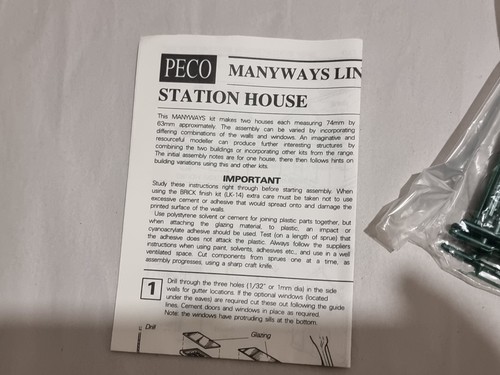 PECO MANYWAYS LIN
STATION HOUSE
This MANYWAYS kit makes two houses each measuring 74mm by
63mm approximately. The assembly can be varied by incorporating
differing combinations of the walls and windows. An imaginative and
resourceful modeller can produce further interesting structures by
combining the two buildings or incorporating other kits from the range.
The initial assembly notes are for one house, there then follows hints on
building variations using this and other kits.
IMPORTANT
Study these instructions right through before starting assembly. When
using the BRICK finish kit (LK-14) extra care must be taken not to use
excessive cement or adhesive that would spread onto and damage the
printed surface of the walls.
Use polystyrene solvent or cement for joining plastic parts together, but
when attaching the glazing material, to plastic, an impact or
cyanoacrylate adhesive should be used. Test (on a length of sprue) that
the adhesive does not attack the plastic. Always follow the suppliers
instructions when using paint, solvents, adhesives etc., and use in a well
ventilated space. Cut components from sprues one at a time, as
assembly progresses, using a sharp craft knife.
1 Drill through the three holes (1/32" or 1mm dia) in the side
walls for gutter locations. If the optional windows (located
under the eaves) are required cut these out following the guide
lines. Cement doors and windows in place as required.
Note: the windows have protruding sills at the bottom.
Drill
Glazing